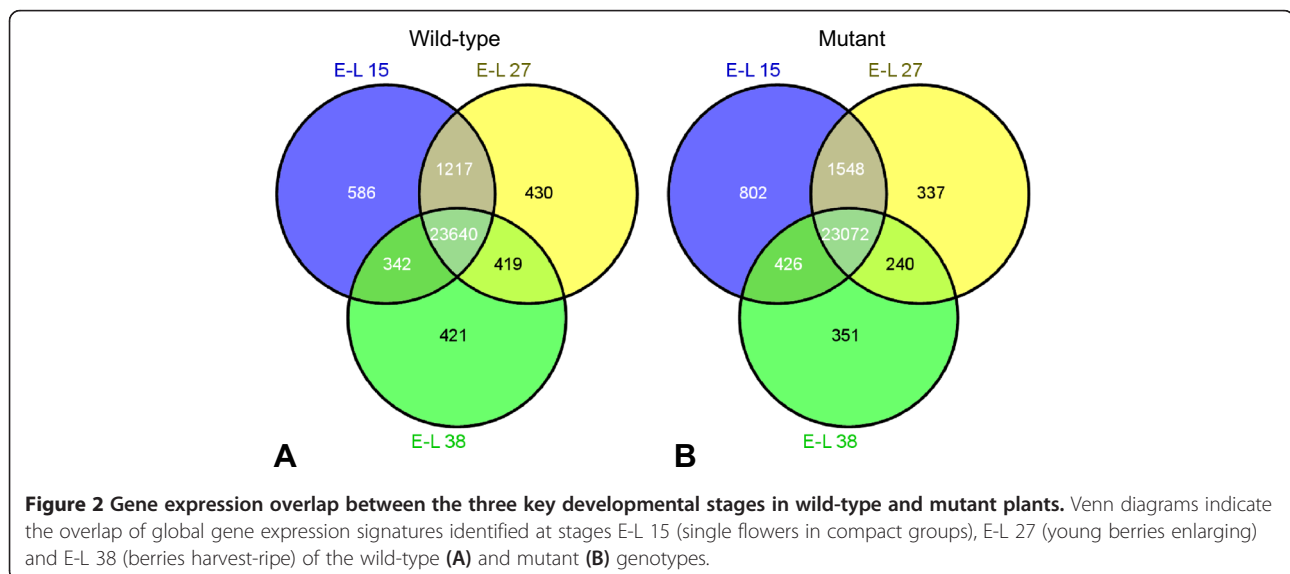 Wild-type
Mutant
E-L 15
E-L 27
E-L 15
E-L 27
1217
1548
586
430
802
337
23640
23072
342
419
426
240
421
351
E-L 38
E-L 38
A
B
Figure 2 Gene expression overlap between the three key developmental stages in wild-type and mutant plants. Venn diagrams indicate
the overlap of global gene expression signatures identified at stages E-L 15 (single flowers in compact groups), E-L 27 (young berries enlarging)
and E-L 38 (berries harvest-ripe) of the wild-type (A) and mutant (B) genotypes.